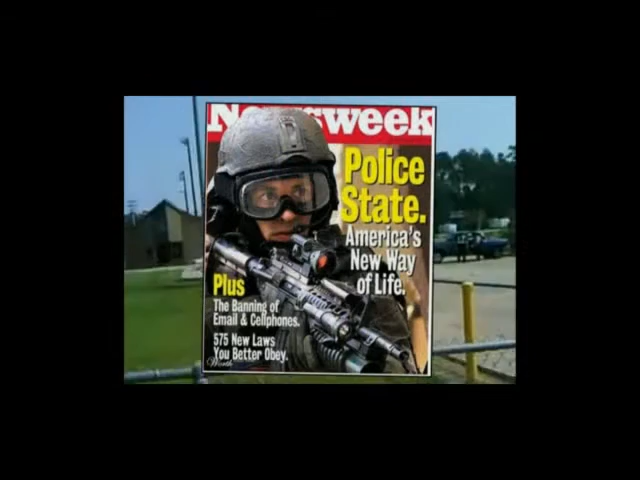 Newsweek
Police
State.
America's
New Way
of Life.
Plus
The Banning of
Email & Cellphones.
575 New Laws
You Better Obey.
Worth